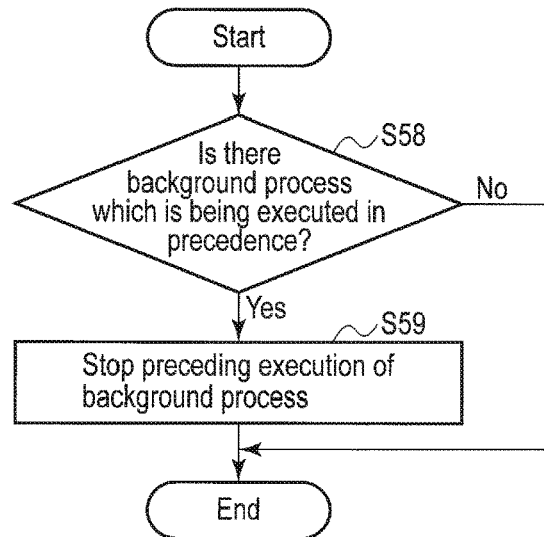 Start
S58
Is there
background process
which is being executed in
precedence?
No
Yes
S59
Stop preceding execution of
background process
End